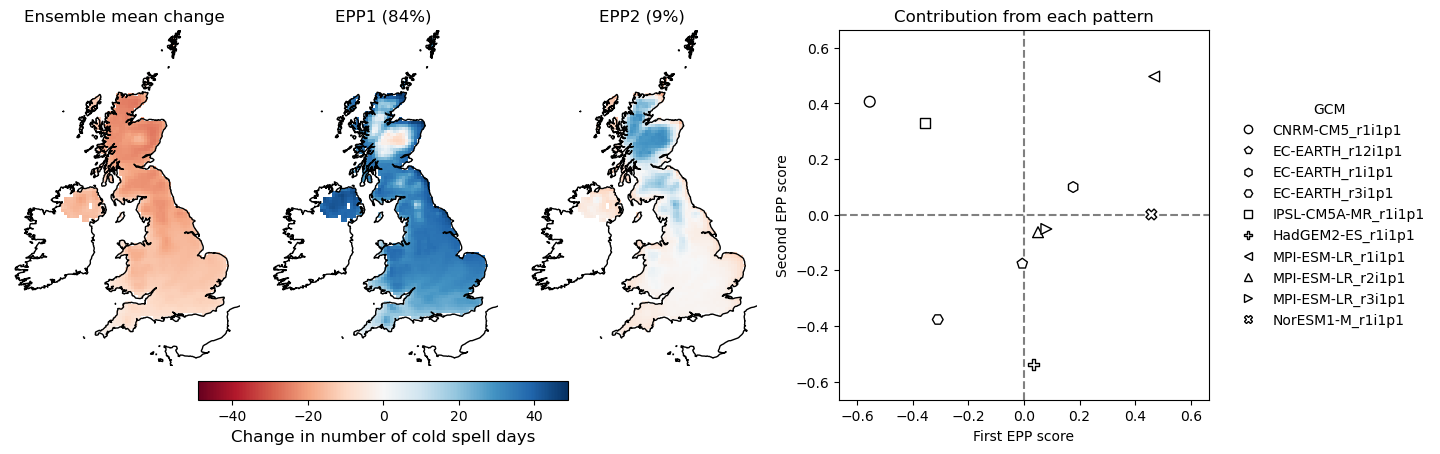 Ensemble mean change
EPP1 (84%)
EPP2 (9%)
−40 −20 0 20 40
Change in number of cold spell days
Contribution from each pattern
Second EPP score
0.6
0.4
0.2
0.0
−0.2
−0.4
−0.6
−0.6 −0.4 −0.2 0.0 0.2 0.4 0.6
First EPP score
GCM
CNRM-CM5_r1i1p1
EC-EARTH_r12i1p1
EC-EARTH_r1i1p1
EC-EARTH_r3i1p1
IPSL-CM5A-MR_r1i1p1
HadGEM2-ES_r1i1p1
MPI-ESM-LR_r1i1p1
MPI-ESM-LR_r2i1p1
MPI-ESM-LR_r3i1p1
NorESM1-M_r1i1p1